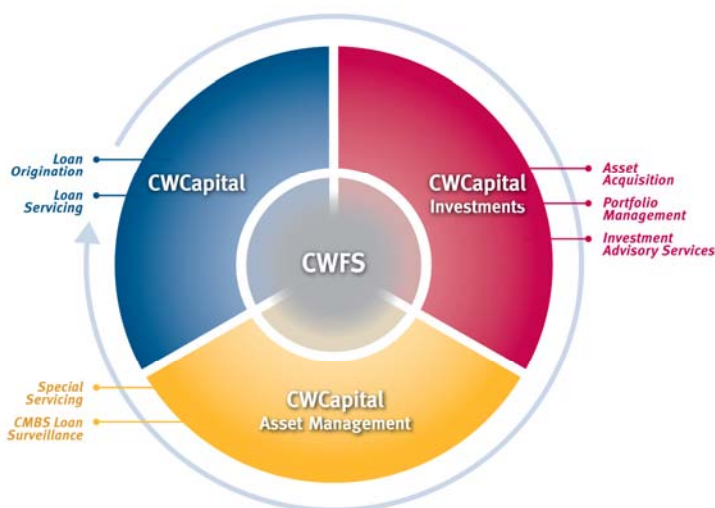 Loan
Origination
Loan
Servicing
CWCapital
CWCapital
Investments
Asset
Acquisition
Portfolio
Management
Investment
Advisory Services
CWFS
Special
Servicing
CMBS Loan
Surveillance
CWCapital
Asset Management